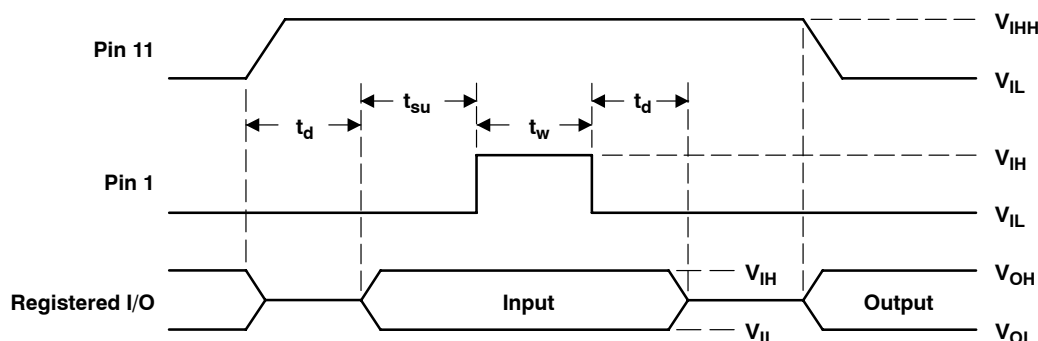 Pin 11
V_IHH
V_IL
t_su
t_d
t_d
t_w
V_IH
Pin 1
V_IL
V_IH
V_OH
Registered I/O
Input
Output
V_IL
V_OL